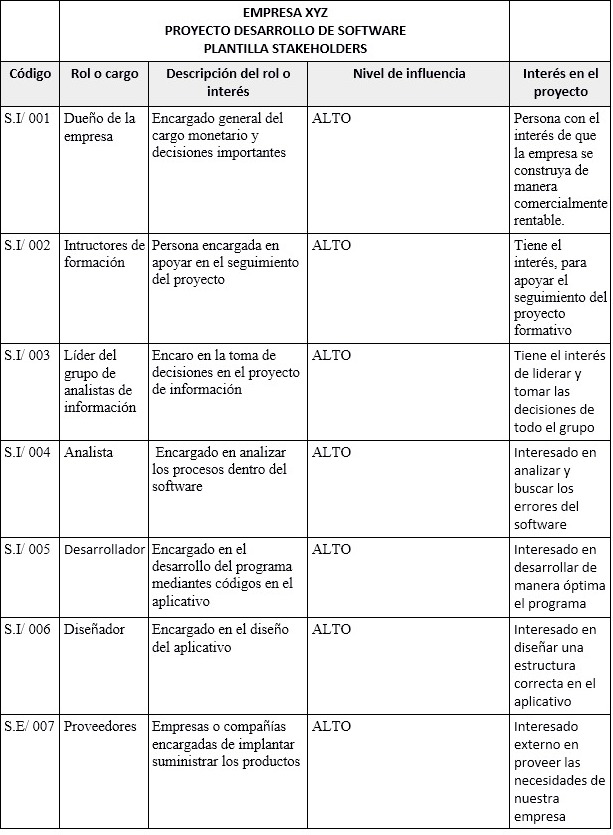 EMPRESA XYZ
PROYECTO DESARROLLO DE SOFTWARE
PLANTILLA STAKEHOLDERS
Código
Rol o cargo
Descripción del rol o
interés
Nivel de influencia
Interés en el
proyecto
S.I/ 001
Dueño de la
empresa
Encargado general del
cargo monetario y
decisiones importantes
ALTO
Persona con el
interés de que
la empresa se
construya de
manera
comercialmente
rentable.
S.I/ 002
Intructores de
formación
Persona encargada en
apoyar en el seguimiento
del proyecto
ALTO
Tiene el
interés, para
apoyar el
seguimiento del
proyecto
formativo
S.I/ 003
Líder del
grupo de
analistas de
información
Encaro en la toma de
decisiones en el proyecto
de información
ALTO
Tiene el interés
de liderar y
tomar las
decisiones de
todo el grupo
S.I/ 004
Analista
Encargado en analizar
los procesos dentro del
software
ALTO
Interesado en
analizar y
buscar los
errores del
software
S.I/ 005
Desarrollador
Encargado en el
desarrollo del programa
mediantes códigos en el
aplicativo
ALTO
Interesado en
desarrollar de
manera óptima
el programa
S.I/ 006
Diseñador
Encargado en el diseño
del aplicativo
ALTO
Interesado en
diseñar una
estructura
correcta en el
aplicativo
S.E/ 007
Proveedores
Empresas o compañías
encargadas de implantar
suministrar los productos
ALTO
Interesado
externo en
proveer las
necesidades de
nuestra
empresa